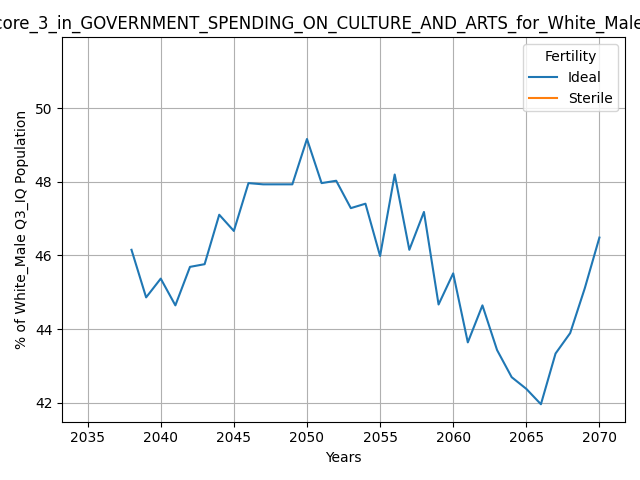 core_3_in_GOVERNMENT_SPENDING_ON_CULTURE_AND_ARTS_for_White_Male
Fertility
Ideal
Sterile
50
48
46
44
42
% of White_Male Q3_IQ Population
2035 2040 2045 2050 2055 2060 2065 2070
Years